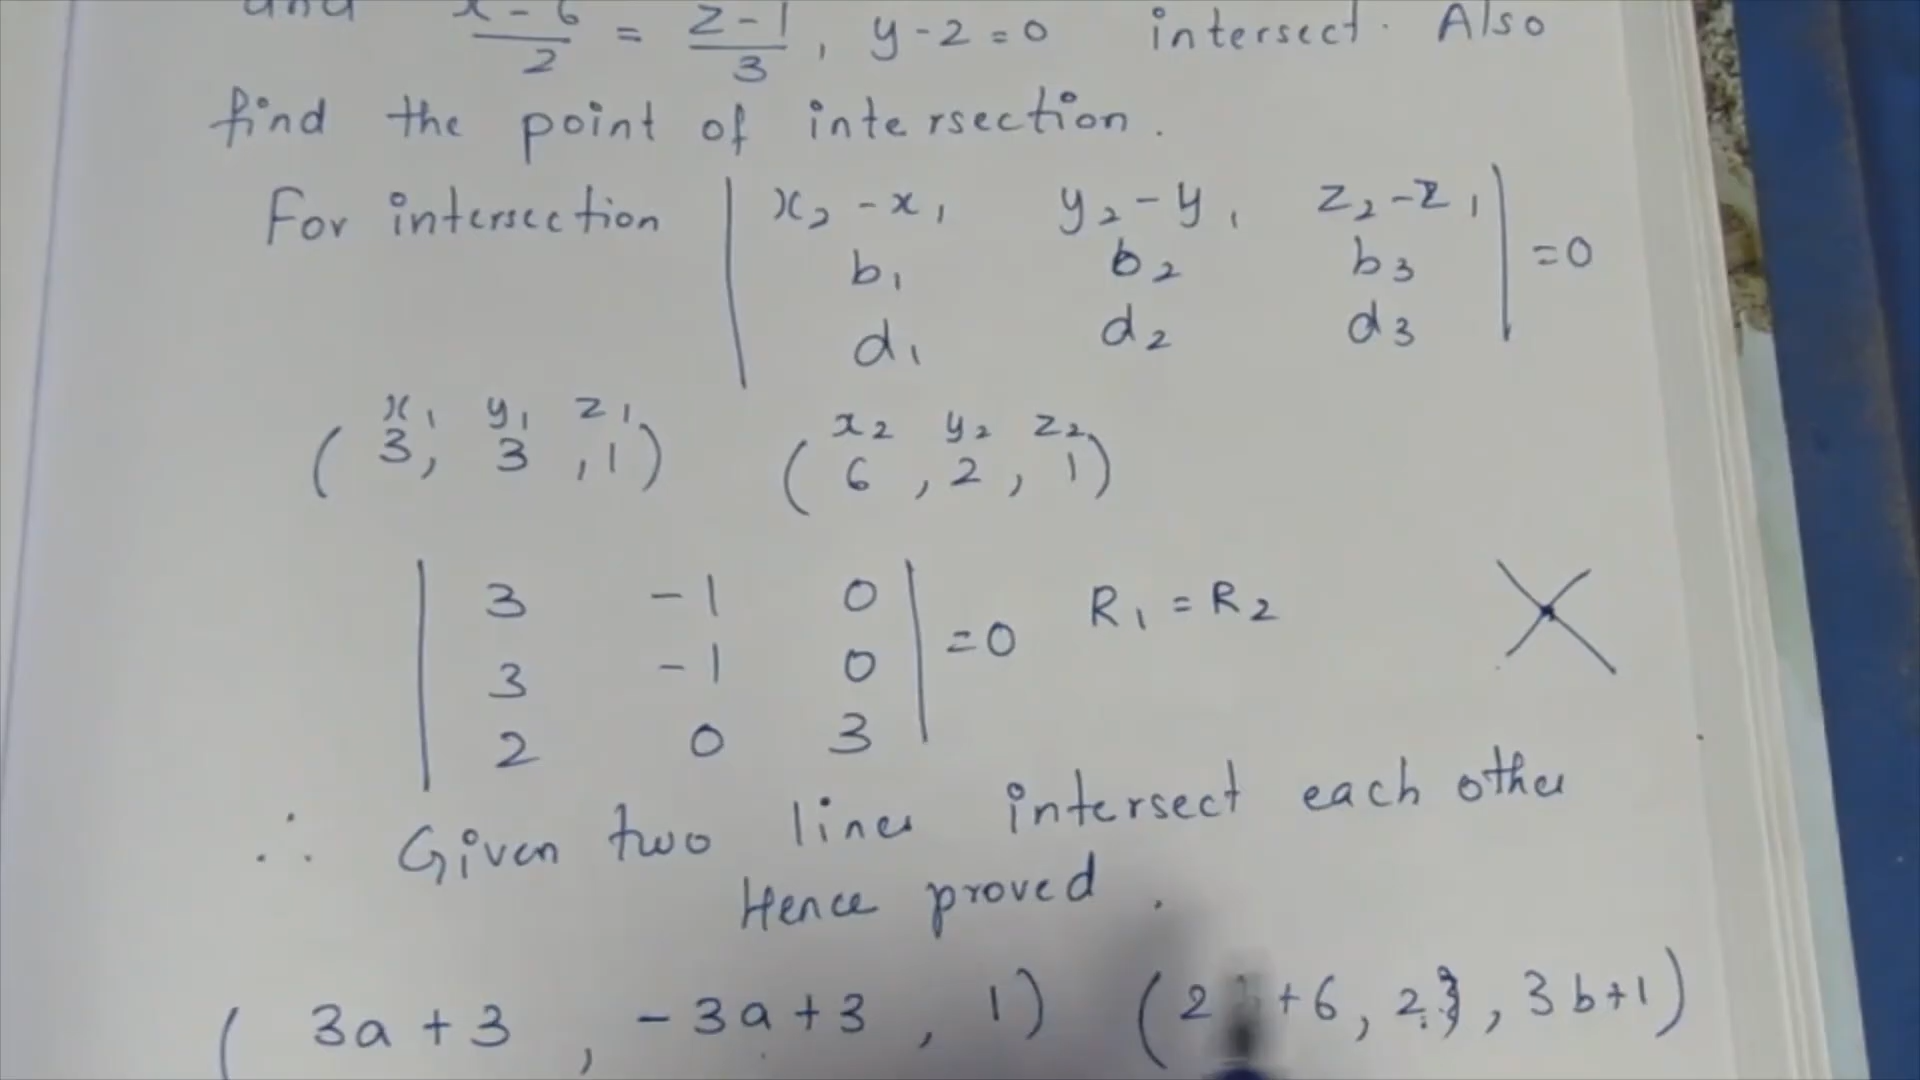 and x-6/2 = z-1/3, y-2=0 intersect. Also
find the point of intersection.
For intersection | x₂-x₁ y₂-y₁ z₂-z₁ | =0
b₁ b₂ b₃
d₁ d₂ d₃
x₁ y₁ z₁ x₂ y₂ z₂
(3, 3, 1) (6, 2, 1)
| 3 -1 0 |
| 3 -1 0 | =0 R₁ = R₂
| 2 0 3 |
∴ Given two lines intersect each other
Hence proved.
(3a+3, -3a+3, 1) (2 +6, 2, 3b+1)